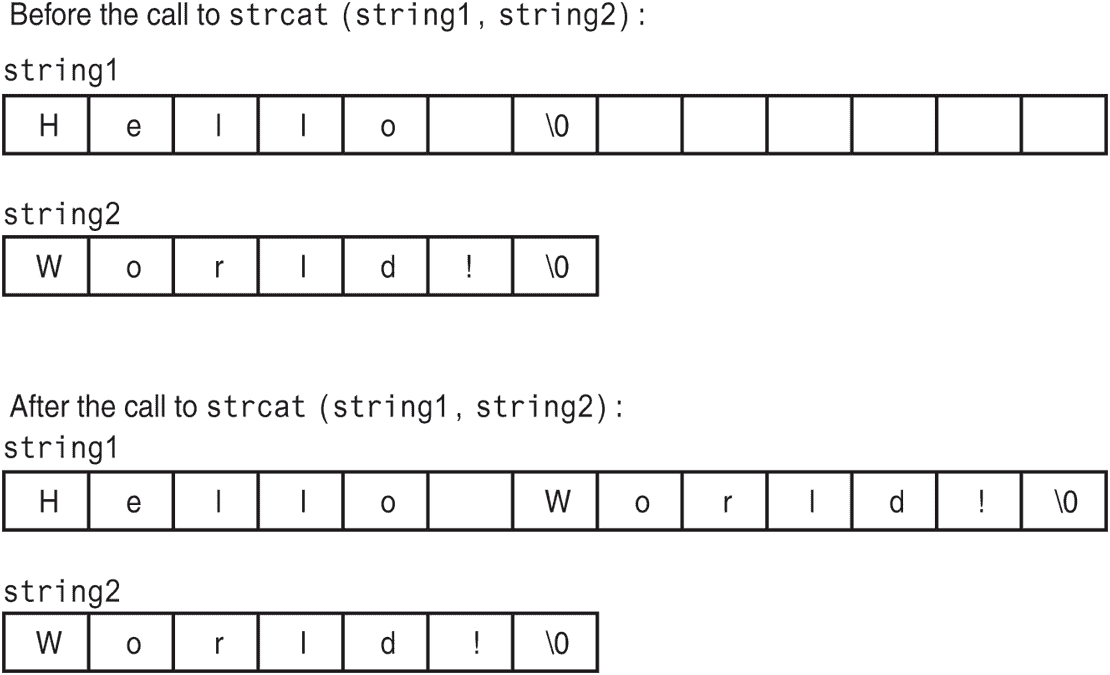 Before the call to strcat (string1, string2):
string1
H e l l o \0
string2
W o r l d ! \0
After the call to strcat (string1, string2):
string1
H e l l o W o r l d ! \0
string2
W o r l d ! \0